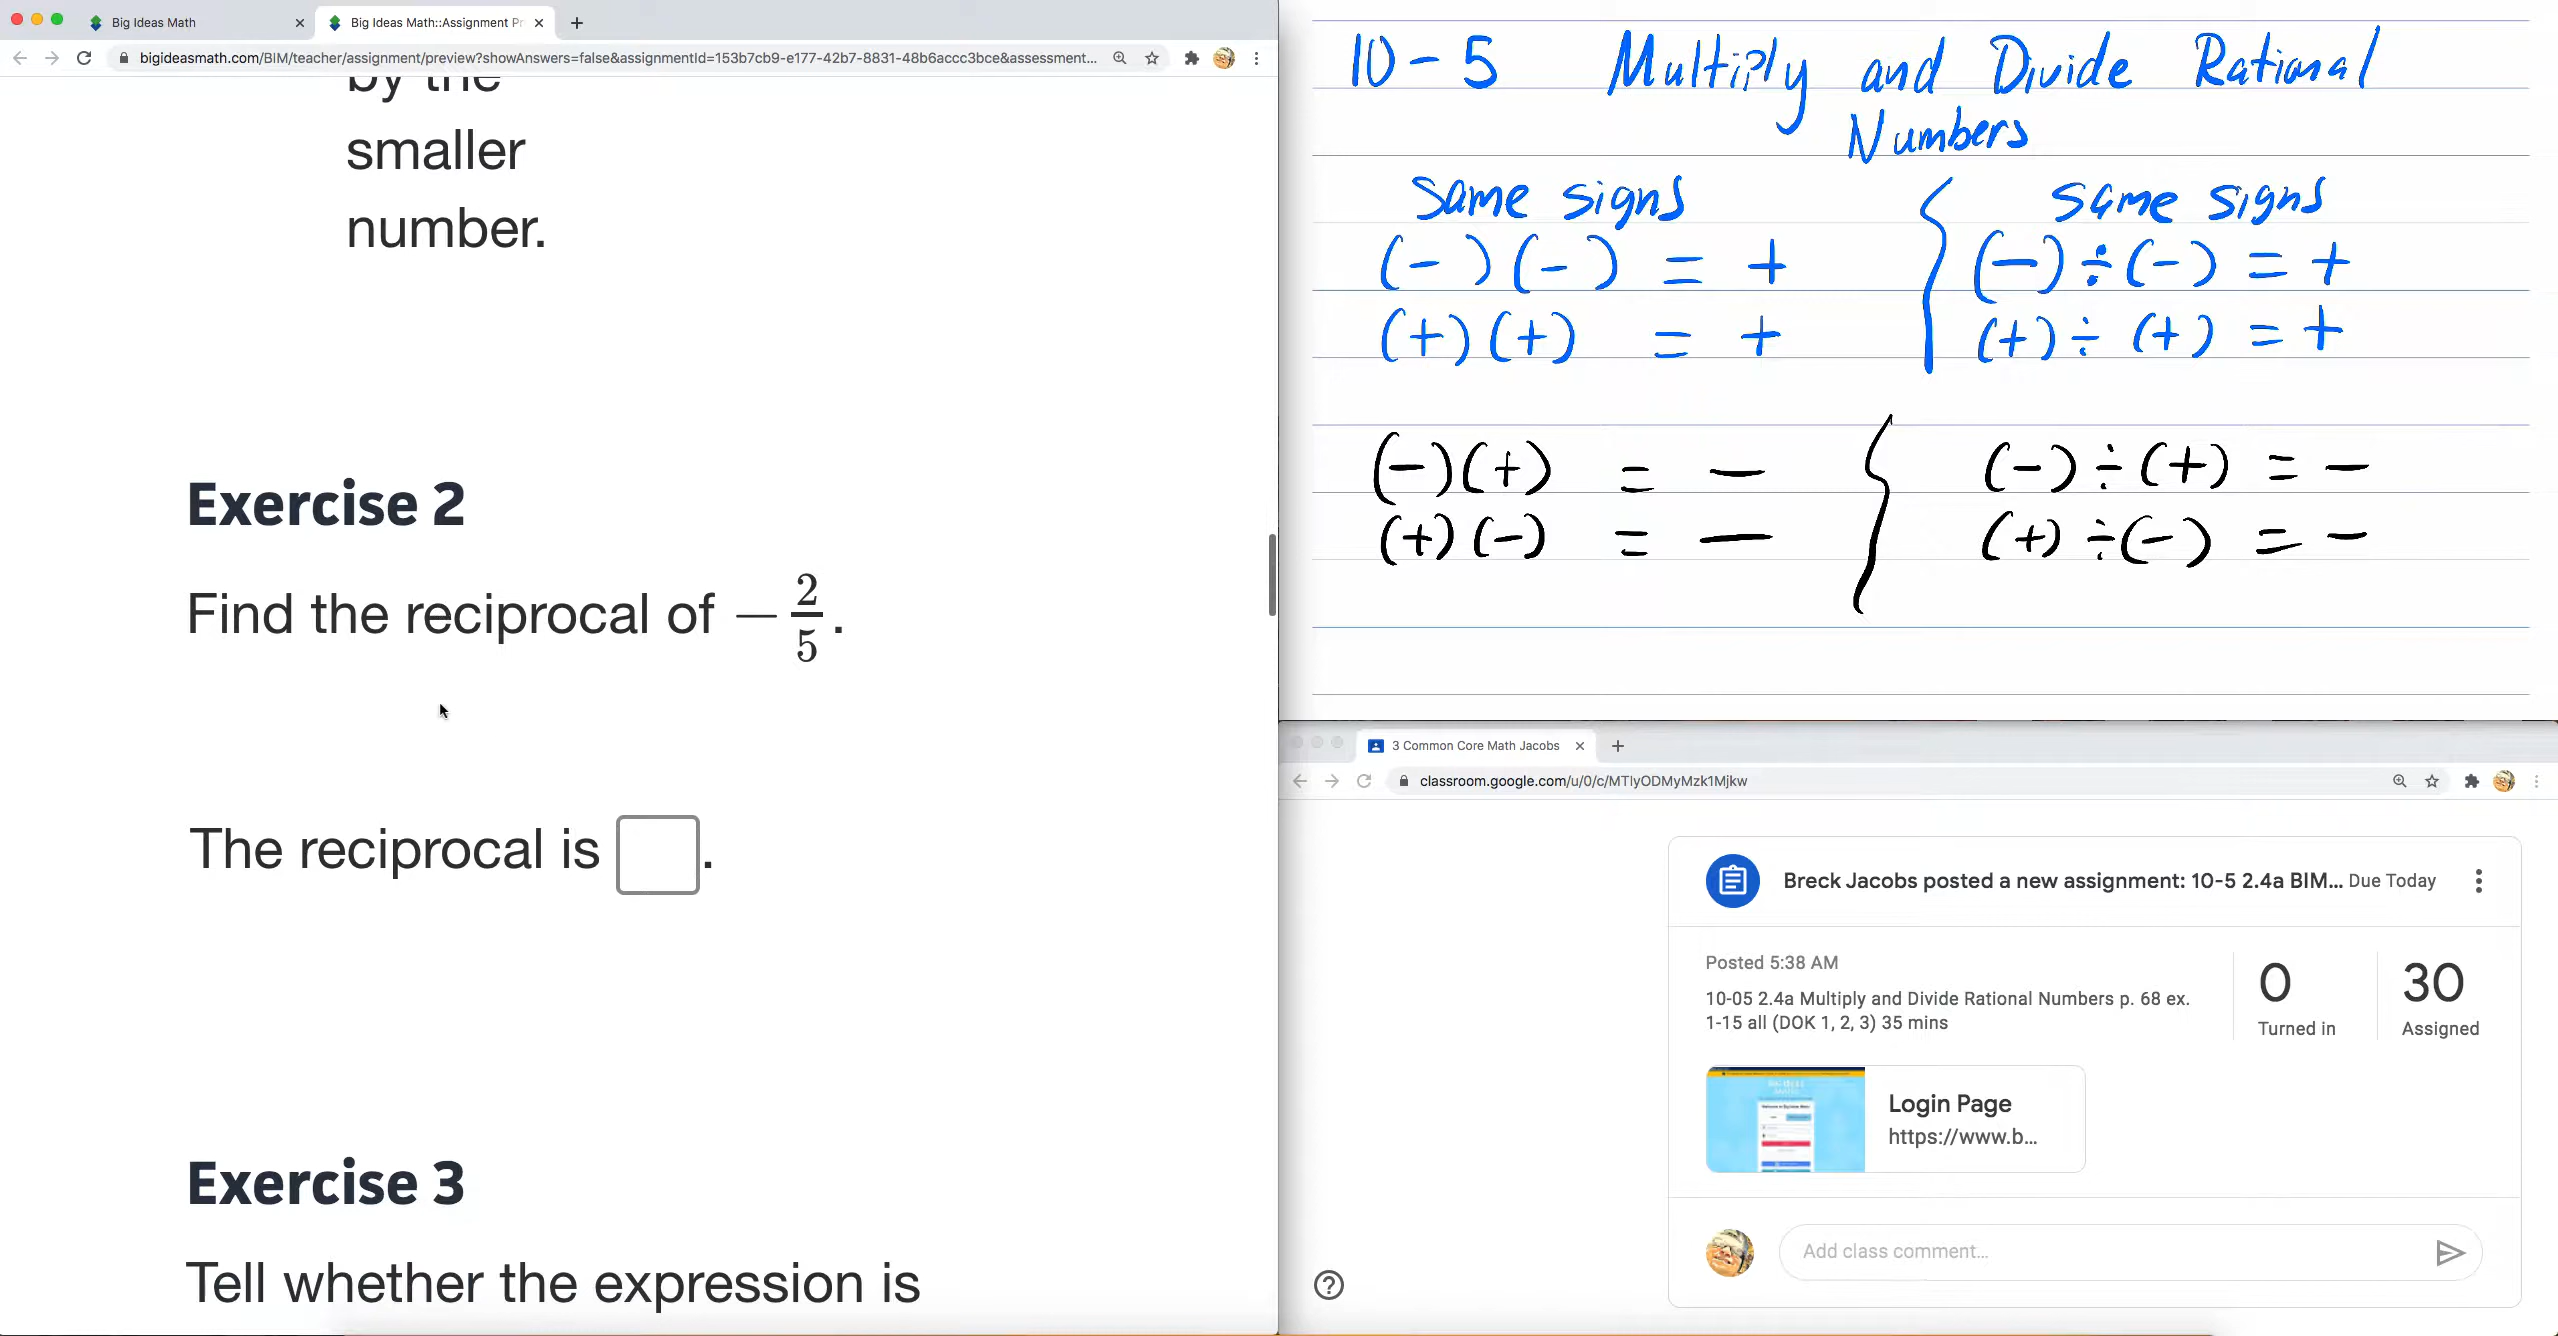 Big Ideas Math
Big Ideas Math::Assignment Pr
bigideasmath.com/BIM/teacher/assignment/preview?showAnswers=false&assignmentId=153b7cb9-e177-42b7-8831-48b6accc3bce&assessment...
by the
smaller
number.
Exercise 2
Find the reciprocal of −2/5.
The reciprocal is .
Exercise 3
Tell whether the expression is
10-5 Multiply and Divide Rational
Numbers
Same signs
(-)(-) = +
(+)(+) = +
Same signs
(-)÷(-) = +
(+)÷(+) = +
(-)(+) = -
(+)(-) = -
(-)÷(+) = -
(+)÷(-) = -
3 Common Core Math Jacobs
classroom.google.com/u/0/c/MTIyODMyMzk1Mjkw
Breck Jacobs posted a new assignment: 10-5 2.4a BIM... Due Today
Posted 5:38 AM
10-05 2.4a Multiply and Divide Rational Numbers p. 68 ex.
1-15 all (DOK 1, 2, 3) 35 mins
0
Turned in
30
Assigned
Login Page
https://www.b...
Add class comment...